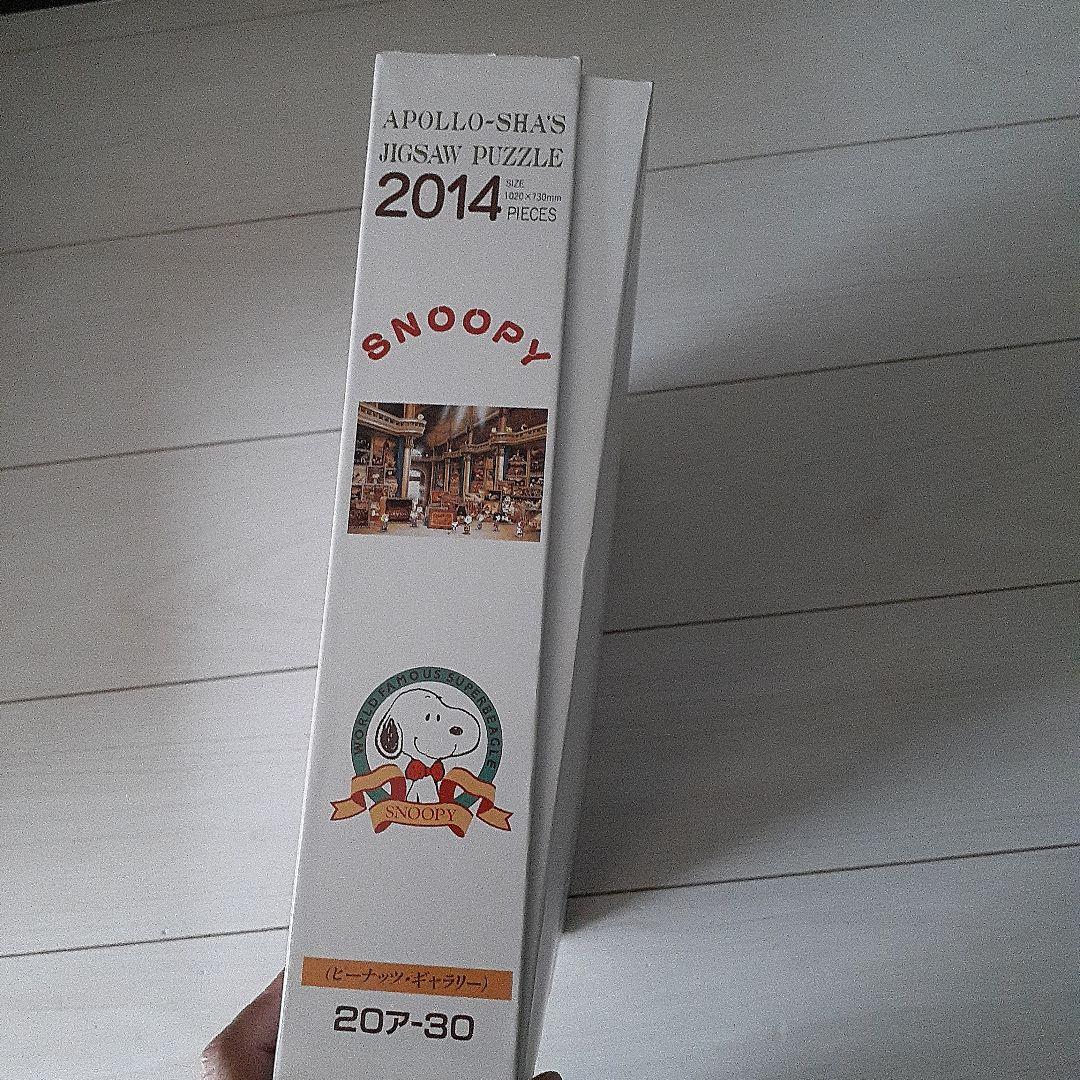 APOLLO-SHA'S
JIGSAW PUZZLE
2014 SIZE
1020×730mm
PIECES
SNOOPY
WORLD FAMOUS SUPERBEAGLE
SNOOPY
(ピーナッツ・ギャラリー)
20ア-30